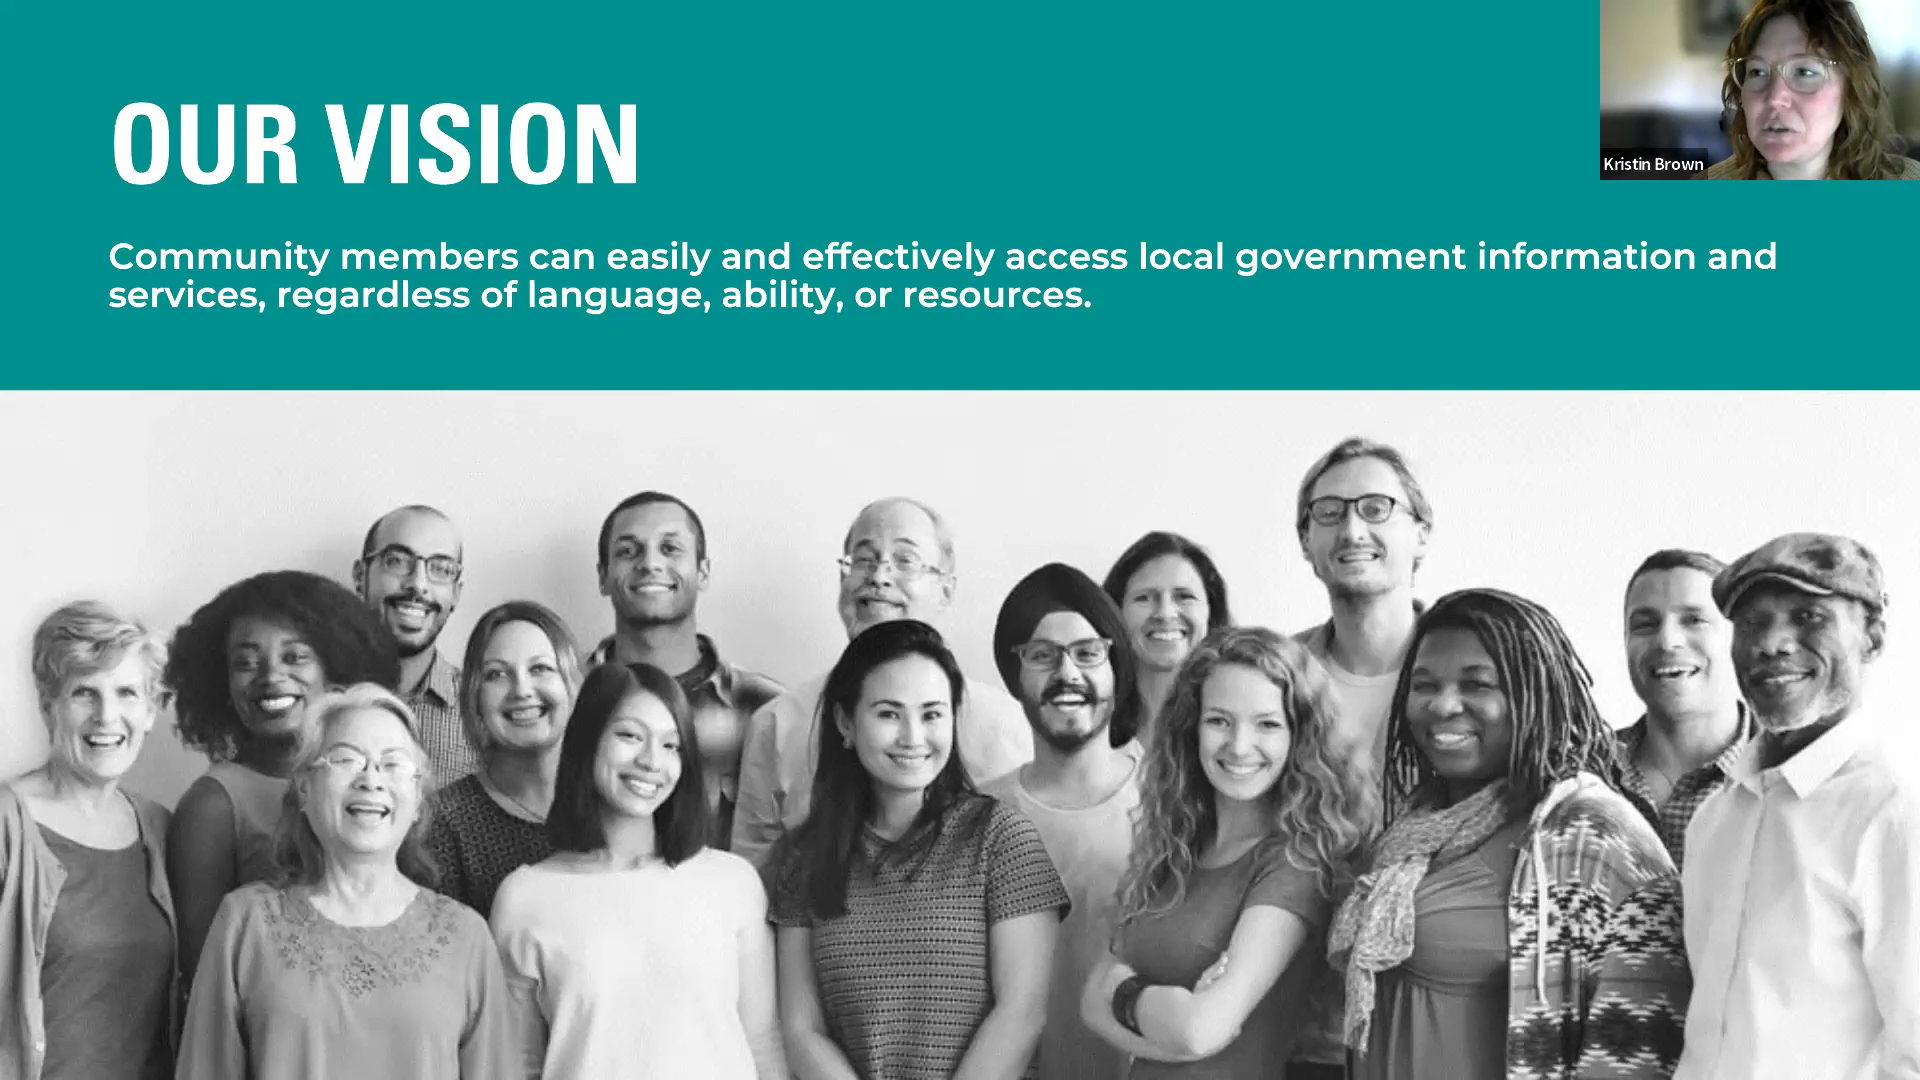 OUR VISION
Community members can easily and effectively access local government information and
services, regardless of language, ability, or resources.
Kristin Brown